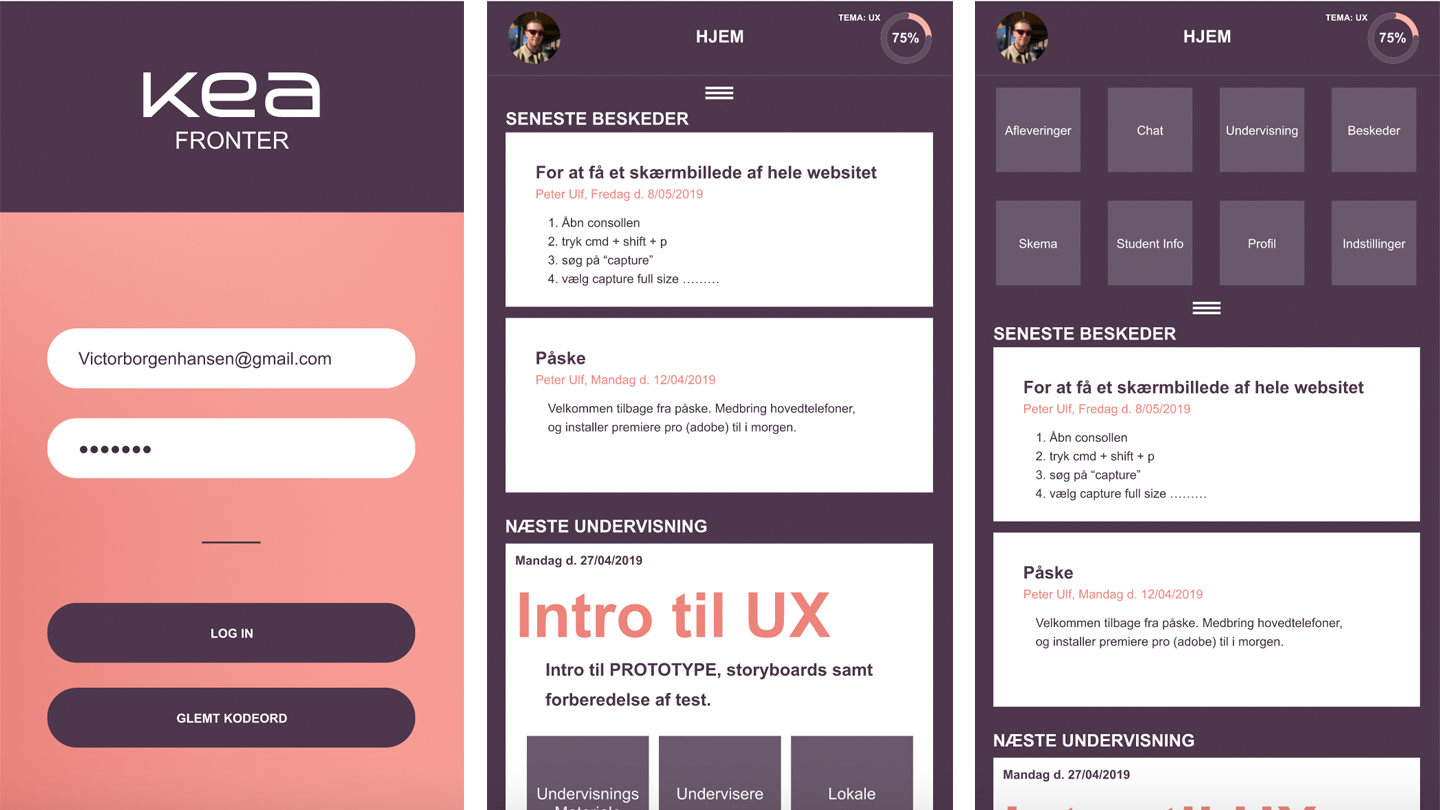 kea
FRONTER
Victorborgenhansen@gmail.com
●●●●●●●
LOG IN
GLEMT KODEORD
HJEM
TEMA: UX
75%
SENESTE BESKEDER
For at få et skærmbillede af hele websitet
Peter Ulf, Fredag d. 8/05/2019
1. Åbn consollen
2. tryk cmd + shift + p
3. søg på “capture”
4. vælg capture full size ………
Påske
Peter Ulf, Mandag d. 12/04/2019
Velkommen tilbage fra påske. Medbring hovedtelefoner,
og installer premiere pro (adobe) til i morgen.
NÆSTE UNDERVISNING
Mandag d. 27/04/2019
Intro til UX
Intro til PROTOTYPE, storyboards samt
forberedelse af test.
Undervisnings
Materiale
Undervisere
Lokale
HJEM
TEMA: UX
75%
Afleveringer
Chat
Undervisning
Beskeder
Skema
Student Info
Profil
Indstillinger
SENESTE BESKEDER
For at få et skærmbillede af hele websitet
Peter Ulf, Fredag d. 8/05/2019
1. Åbn consollen
2. tryk cmd + shift + p
3. søg på “capture”
4. vælg capture full size ………
Påske
Peter Ulf, Mandag d. 12/04/2019
Velkommen tilbage fra påske. Medbring hovedtelefoner,
og installer premiere pro (adobe) til i morgen.
NÆSTE UNDERVISNING
Mandag d. 27/04/2019